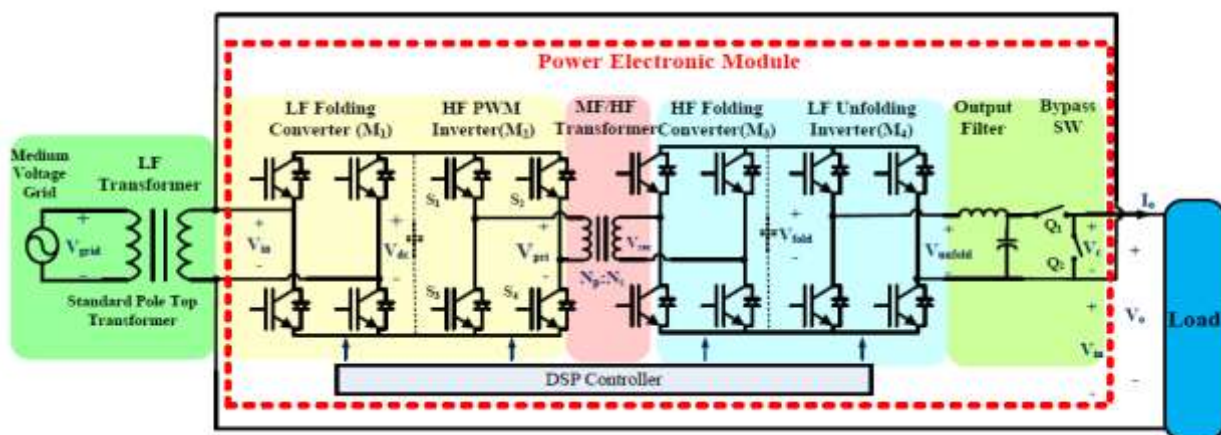 Power Electronic Module
LF Folding
Converter (M₁)
HF PWM
Inverter(M₂)
MF/HF
Transformer
HF Folding
Converter(M₃)
LF Unfolding
Inverter(M₄)
Output
Filter
Bypass
SW
Medium
Voltage
Grid
LF
Transformer
S₁
S₂
Iₒ
+
Vgrid
-
+
Vin
-
+
Vdc
-
+
Vpri
-
Vsec
+
Vfold
-
+
Vunfold
-
Q₁
Q₂
+
Vc
-
+
Vₒ
-
Load
Standard Pole Top
Transformer
S₃
S₄
Np:Ns
+
Vin
-
DSP Controller